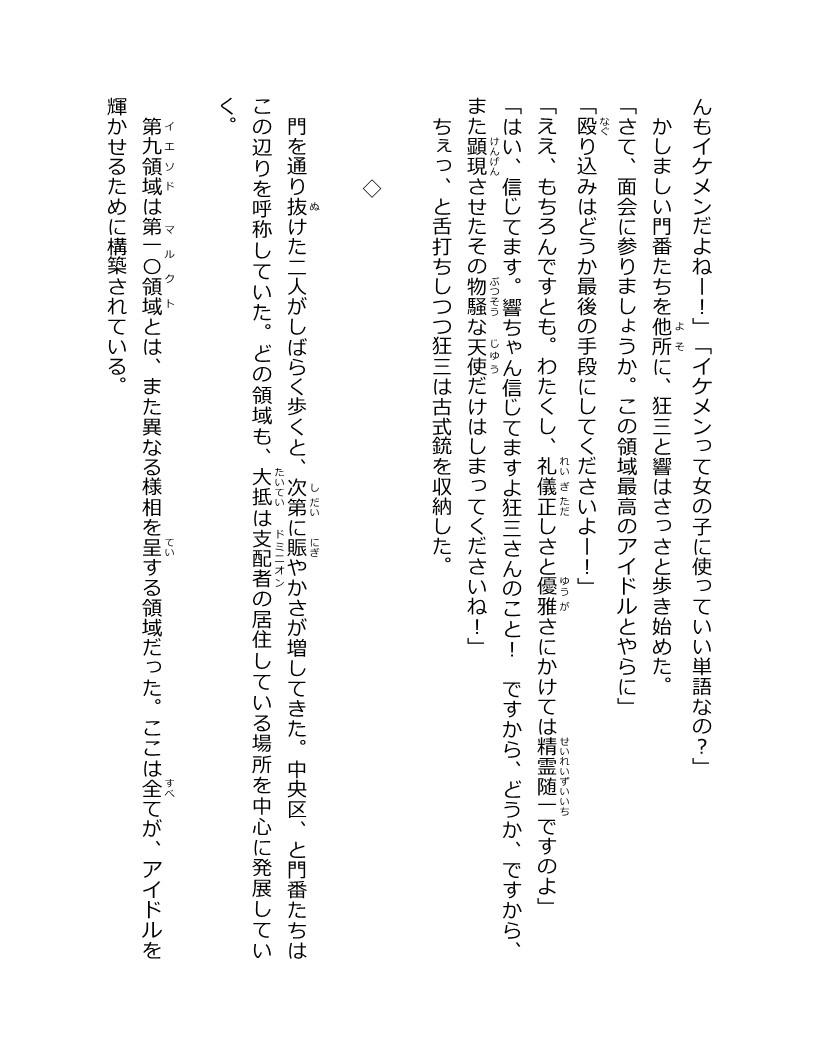 んもイケメンだよねー！」「イケメンって女の子に使っていい単語なの？」
かしましい門番たちを他所に、狂三と響はさっさと歩き始めた。
「さて、面会に参りましょうか。この領域最高のアイドルとやらに」
「殴り込みはどうか最後の手段にしてくださいよー！」
「ええ、もちろんですとも。わたくし、礼儀正しさと優雅さにかけては精霊随一ですのよ」
「はい、信じてます。響ちゃん信じてますよ狂三さんのこと！　ですから、どうか、ですから、
また顕現させたその物騒な天使だけはしまってくださいね！」
ちぇっ、と舌打ちしつつ狂三は古式銃を収納した。
◇
門を通り抜けた二人がしばらく歩くと、次第に賑やかさが増してきた。中央区、と門番たちは
この辺りを呼称していた。どの領域も、大抵は支配者の居住している場所を中心に発展してい
く。
第九領域は第一〇領域とは、また異なる様相を呈する領域だった。ここは全てが、アイドルを
輝かせるために構築されている。